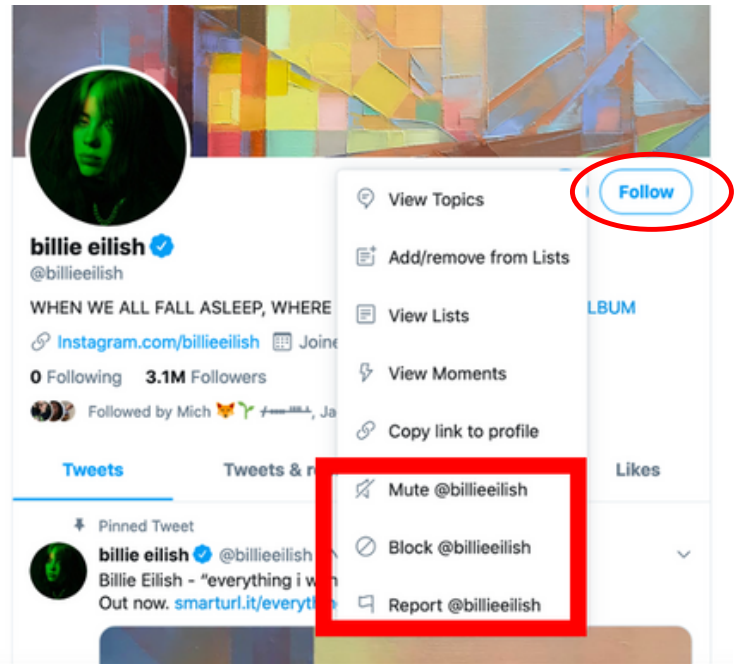 Follow
billie eilish
@billieeilish
WHEN WE ALL FALL ASLEEP, WHERE
LBUM
Instagram.com/billieeilish Joine
0 Following 3.1M Followers
Followed by Mich , Ja
Tweets Tweets & r Likes
Pinned Tweet
billie eilish @billieeilish
Billie Eilish - “everything i w
Out now. smarturl.it/everyth
View Topics
Add/remove from Lists
View Lists
View Moments
Copy link to profile
Mute @billieeilish
Block @billieeilish
Report @billieeilish